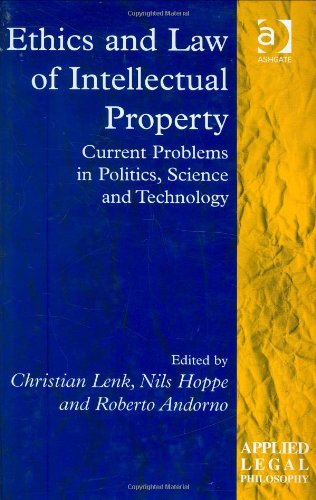 Ethics and Law
of Intellectual
Property
Current Problems
in Politics, Science
and Technology
Edited by
Christian Lenk, Nils Hoppe
and Roberto Andorno
a
ASHGATE
APPLIED
LEGAL
PHILOSOPHY